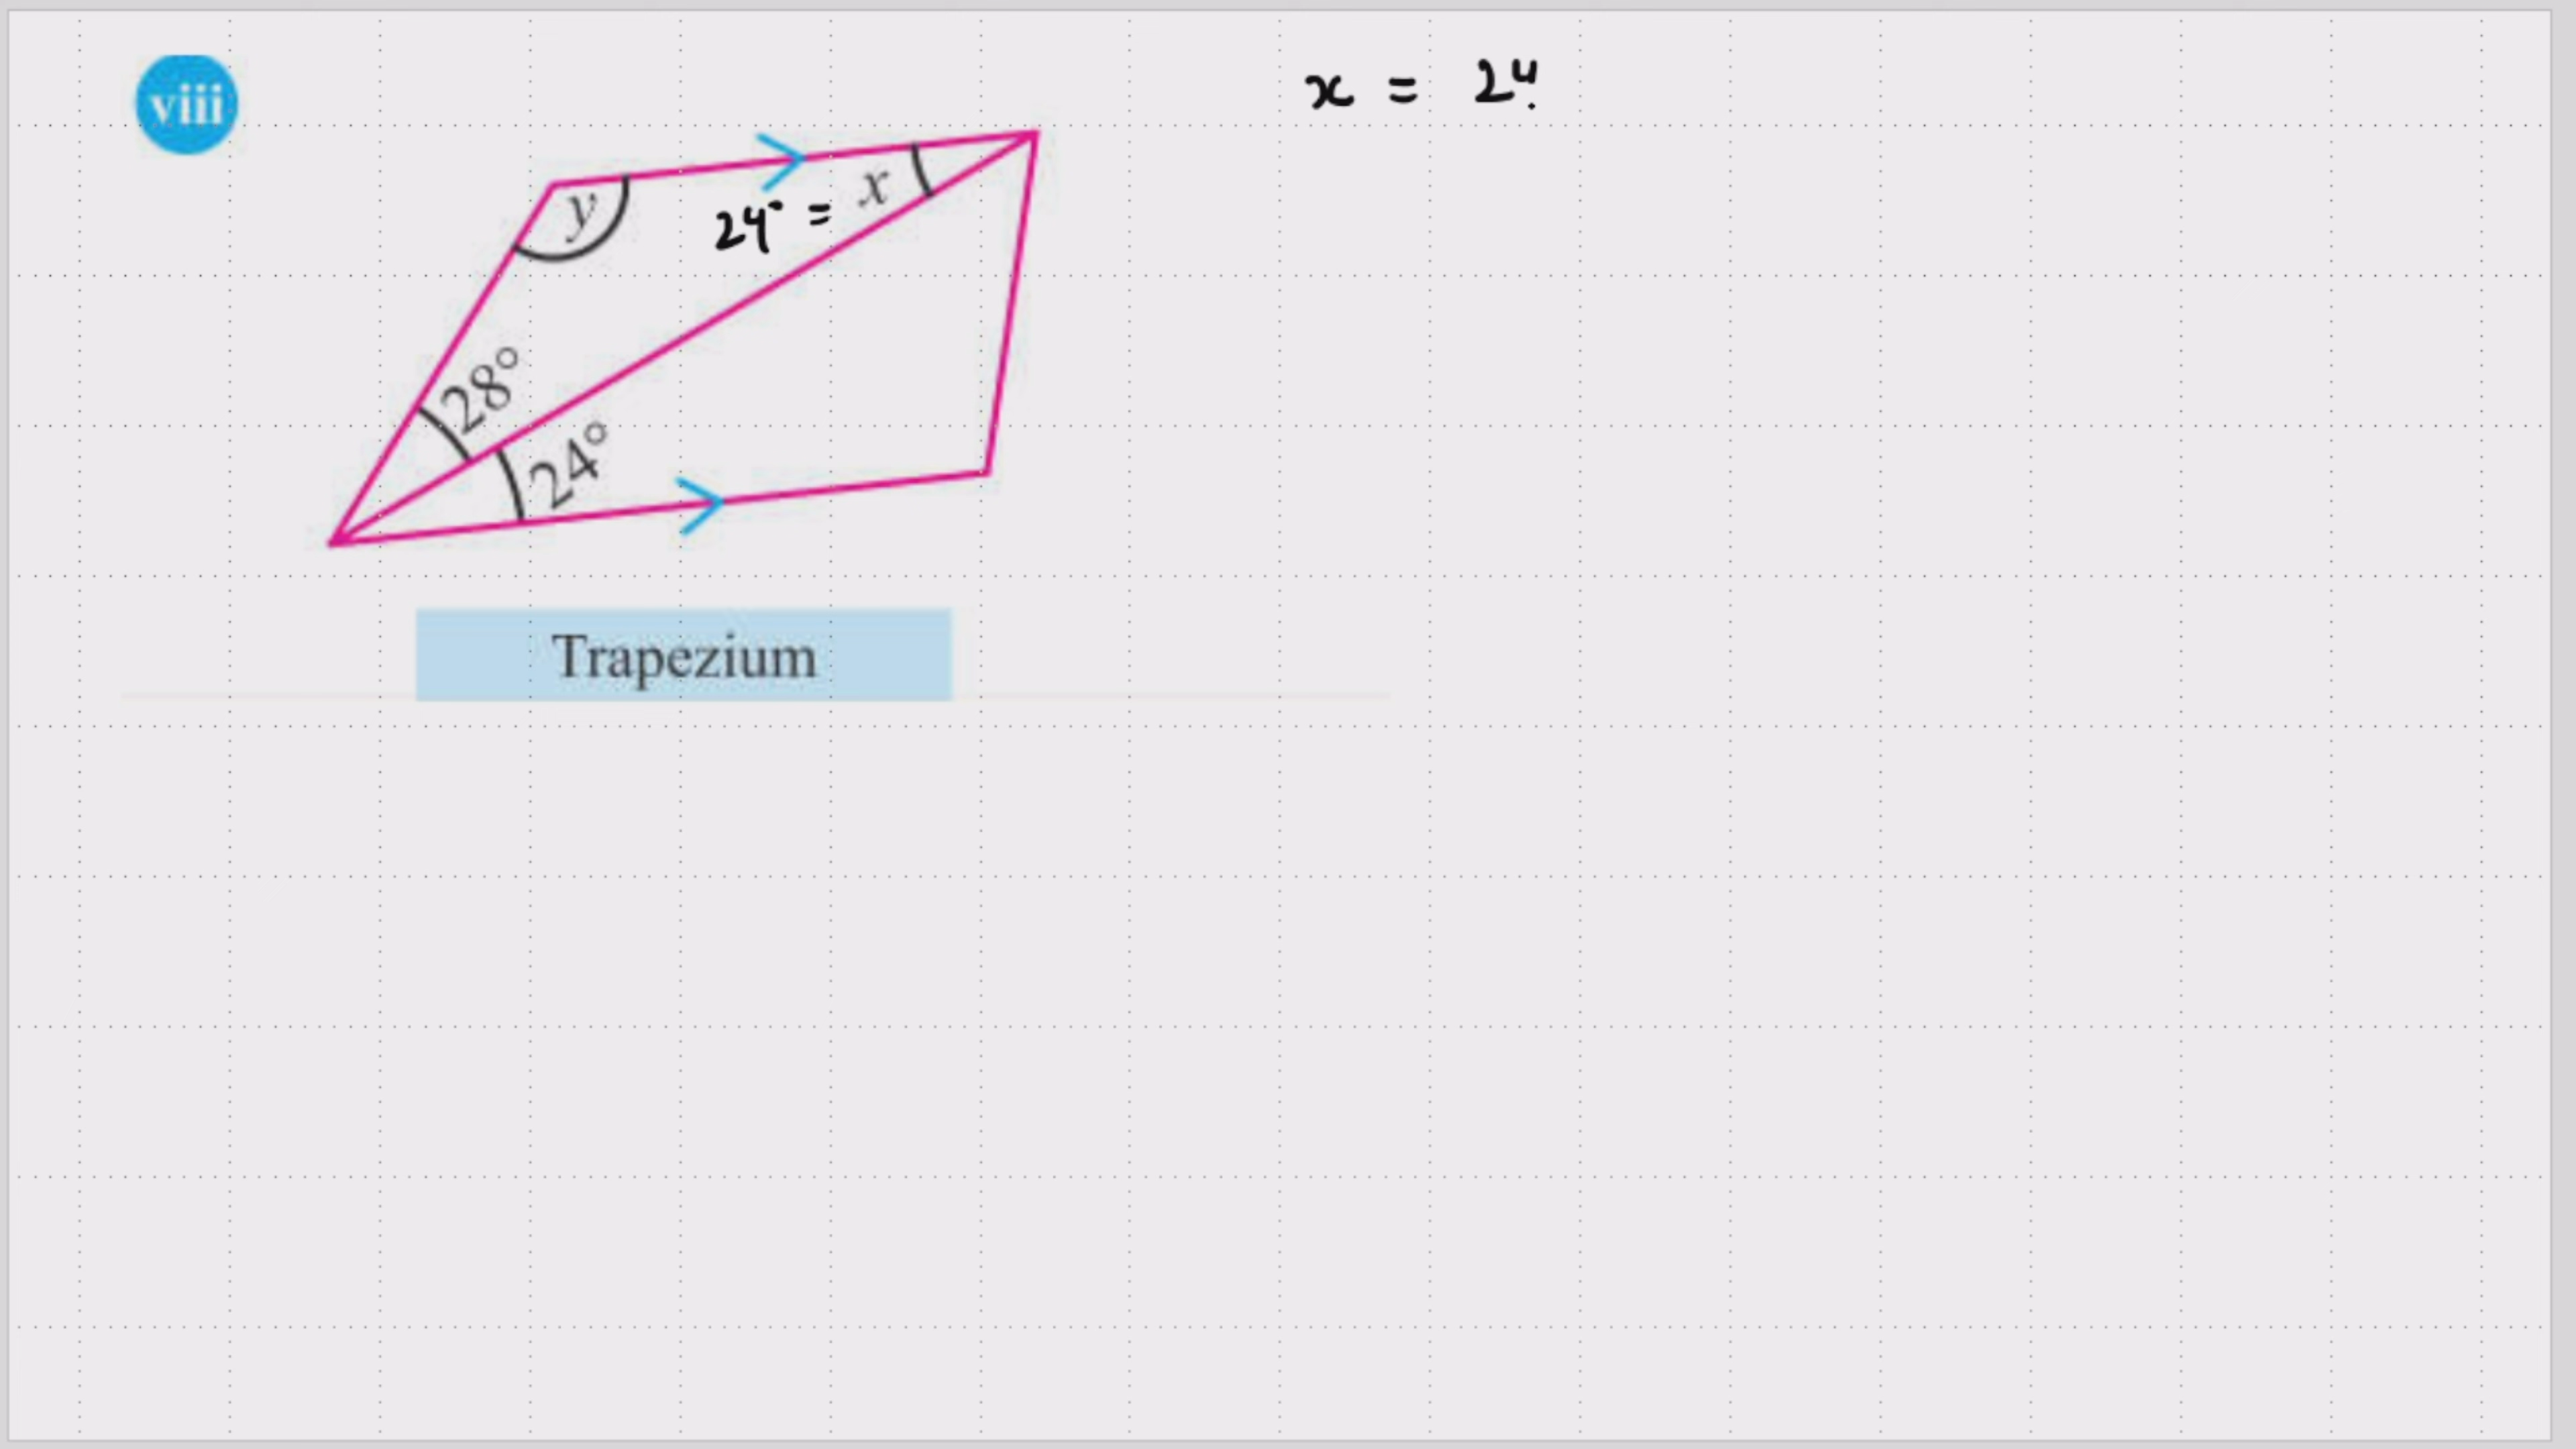 viii
x = 24
y
24° = x
28°
24°
Trapezium